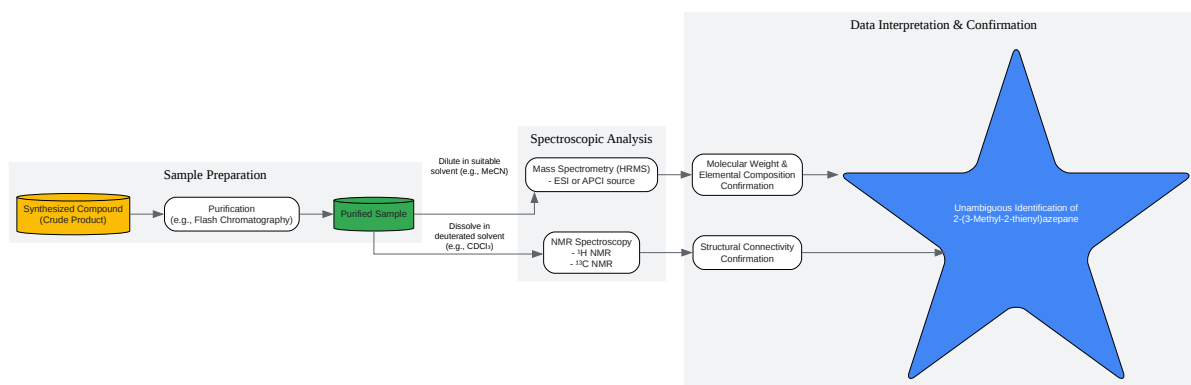 Data Interpretation & Confirmation
Spectroscopic Analysis
Sample Preparation
Synthesized Compound
(Crude Product)
Purification
(e.g., Flash Chromatography)
Purified Sample
Dilute in suitable
solvent (e.g., MeCN)
Dissolve in
deuterated solvent
(e.g., CDCl₃)
Mass Spectrometry (HRMS)
- ESI or APCI source
NMR Spectroscopy
- ¹H NMR
- ¹³C NMR
Molecular Weight &
Elemental Composition
Confirmation
Structural Connectivity
Confirmation
Unambiguous Identification of
2-(3-Methyl-2-thienyl)azepane